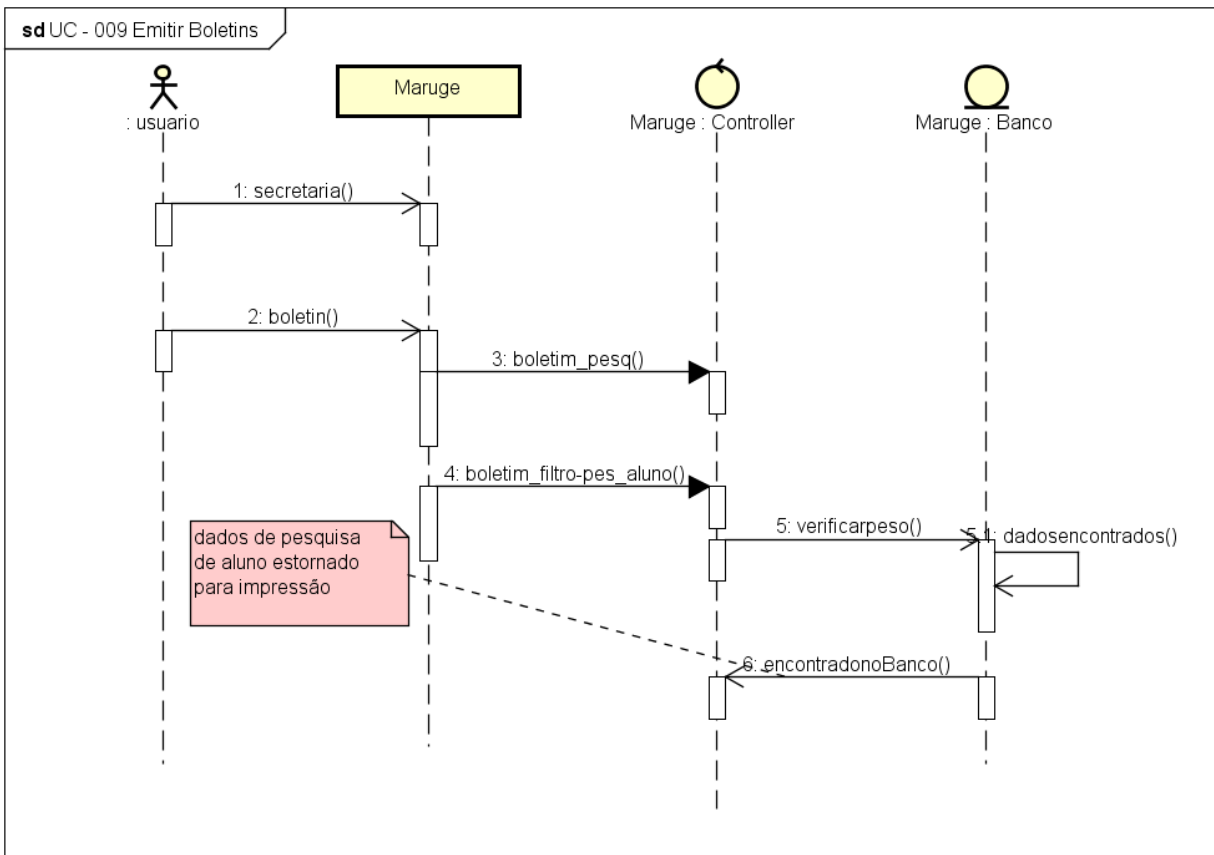 sd UC - 009 Emitir Boletins
: usuario
Maruge
Maruge : Controller
Maruge : Banco
1: secretaria()
2: boletin()
3: boletim_pesq()
4: boletim_filtro-pes_aluno()
5: verificarpeso()
5.1: dadosencontrados()
dados de pesquisa
de aluno estornado
para impressão
6: encontradonoBanco()